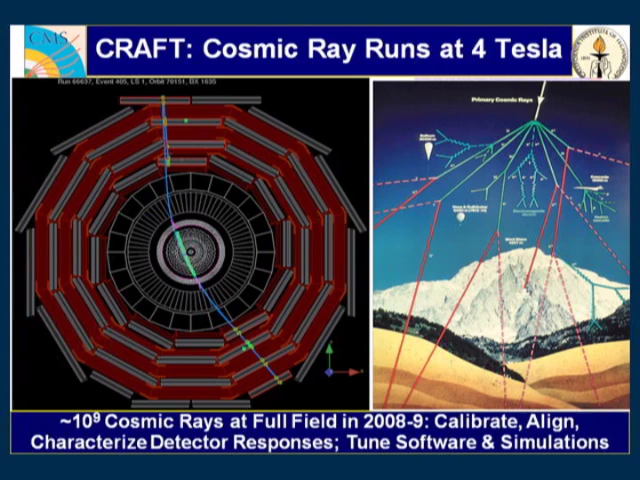 CMS
CRAFT: Cosmic Ray Runs at 4 Tesla
Run 66637, Event 405, LS 1, Orbit 79151, BX 1835
Primary Cosmic Rays
~10⁹ Cosmic Rays at Full Field in 2008-9: Calibrate, Align,
Characterize Detector Responses; Tune Software & Simulations